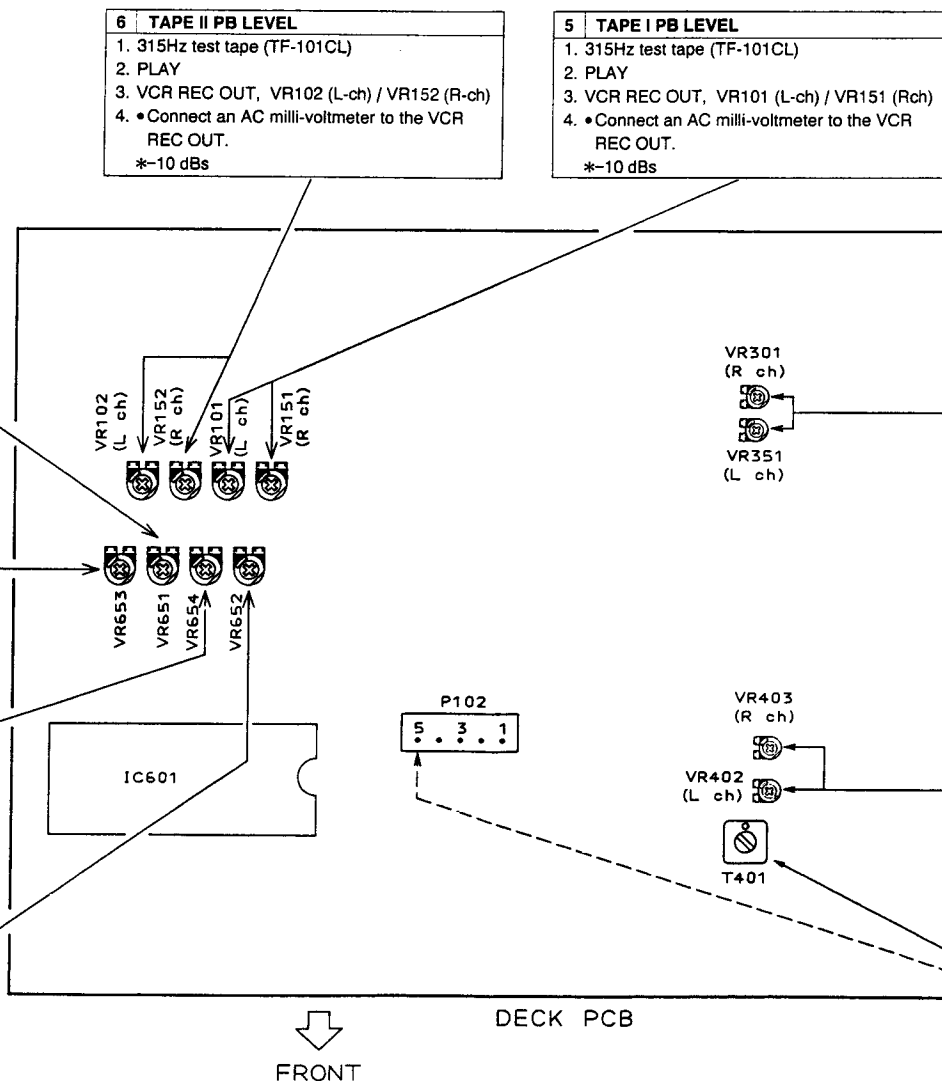 6 TAPE II PB LEVEL
1. 315Hz test tape (TF-101CL)
2. PLAY
3. VCR REC OUT, VR102 (L-ch) / VR152 (R-ch)
4. •Connect an AC milli-voltmeter to the VCR
REC OUT.
*-10 dBs
5 TAPE I PB LEVEL
1. 315Hz test tape (TF-101CL)
2. PLAY
3. VCR REC OUT, VR101 (L-ch) / VR151 (Rch)
4. •Connect an AC milli-voltmeter to the VCR
REC OUT.
*-10 dBs
VR102
(L ch)
VR152
(R ch)
VR101
(L ch)
VR151
(R ch)
VR301
(R ch)
VR351
(L ch)
VR653
VR651
VR654
VR652
P102
5 3 1
IC601
VR403
(R ch)
VR402
(L ch)
T401
DECK PCB
FRONT